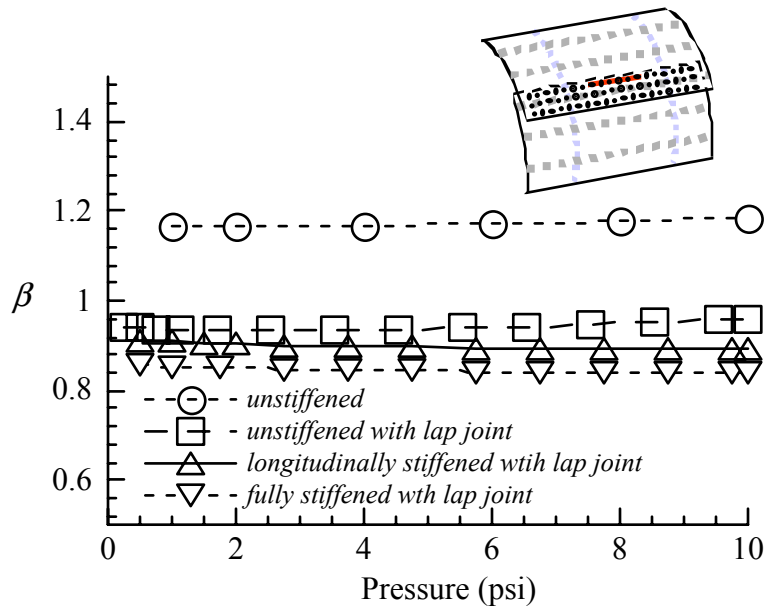 1.4
1.2
1
0.8
0.6
β
unstiffened
unstiffened with lap joint
longitudinally stiffened wtih lap joint
fully stiffened wth lap joint
0 2 4 6 8 10
Pressure (psi)